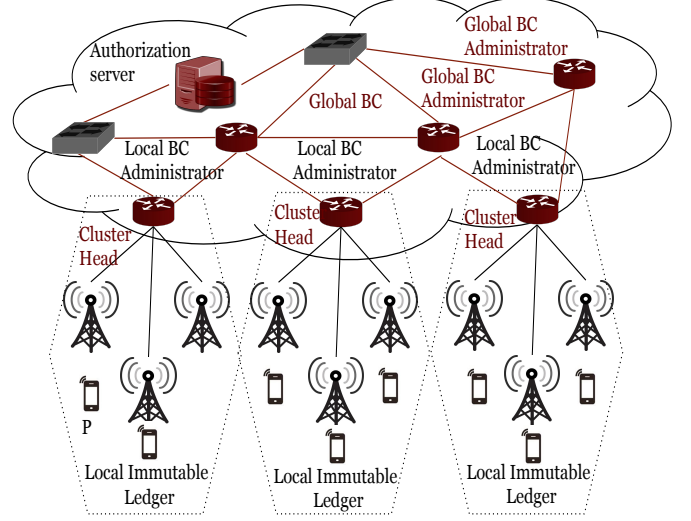 Global BC
Administrator
Authorization
server
Global BC
Administrator
Global BC
Local BC
Administrator
Local BC
Administrator
Local BC
Administrator
Cluster
Head
Cluste
Head
Cluster
Head
P
Local Immutable
Ledger
Local Immutable
Ledger
Local Immutable
Ledger